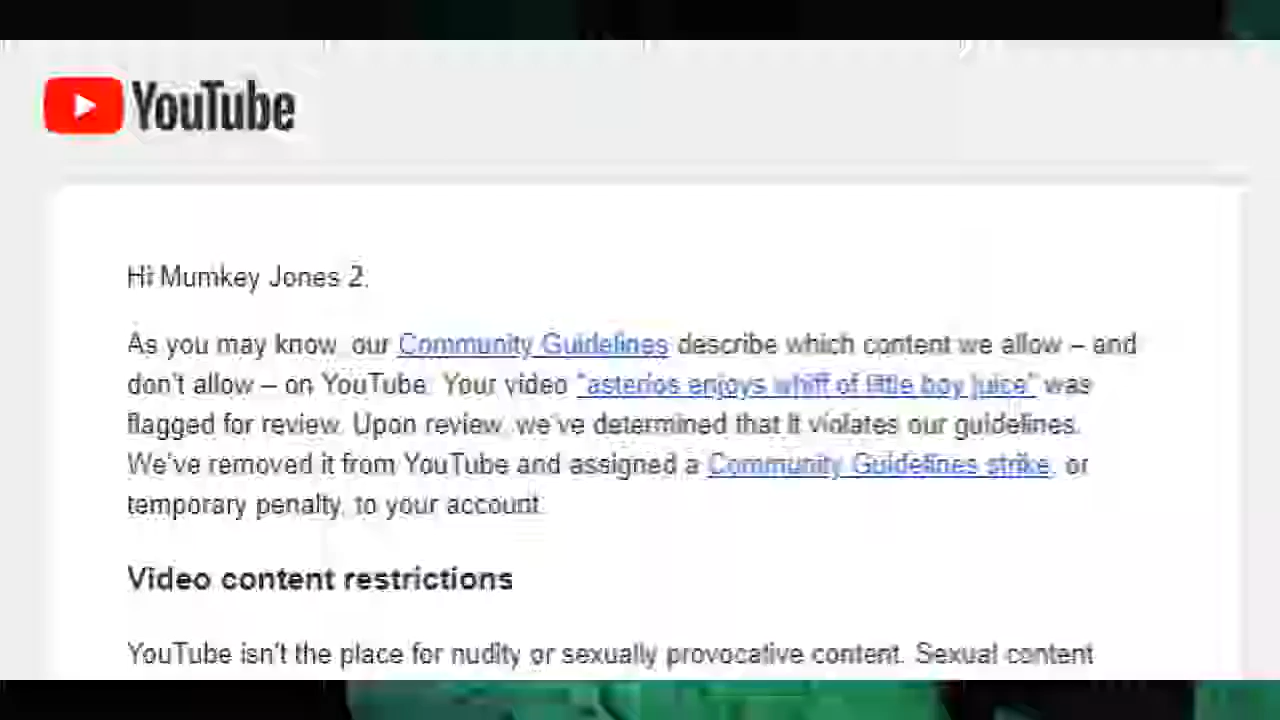 YouTube
Hi Mumkey Jones 2,
As you may know, our Community Guidelines describe which content we allow – and
don't allow – on YouTube. Your video "asterios enjoys whiff of little boy juice" was
flagged for review. Upon review, we've determined that it violates our guidelines.
We've removed it from YouTube and assigned a Community Guidelines strike, or
temporary penalty, to your account.
Video content restrictions
YouTube isn't the place for nudity or sexually provocative content. Sexual content